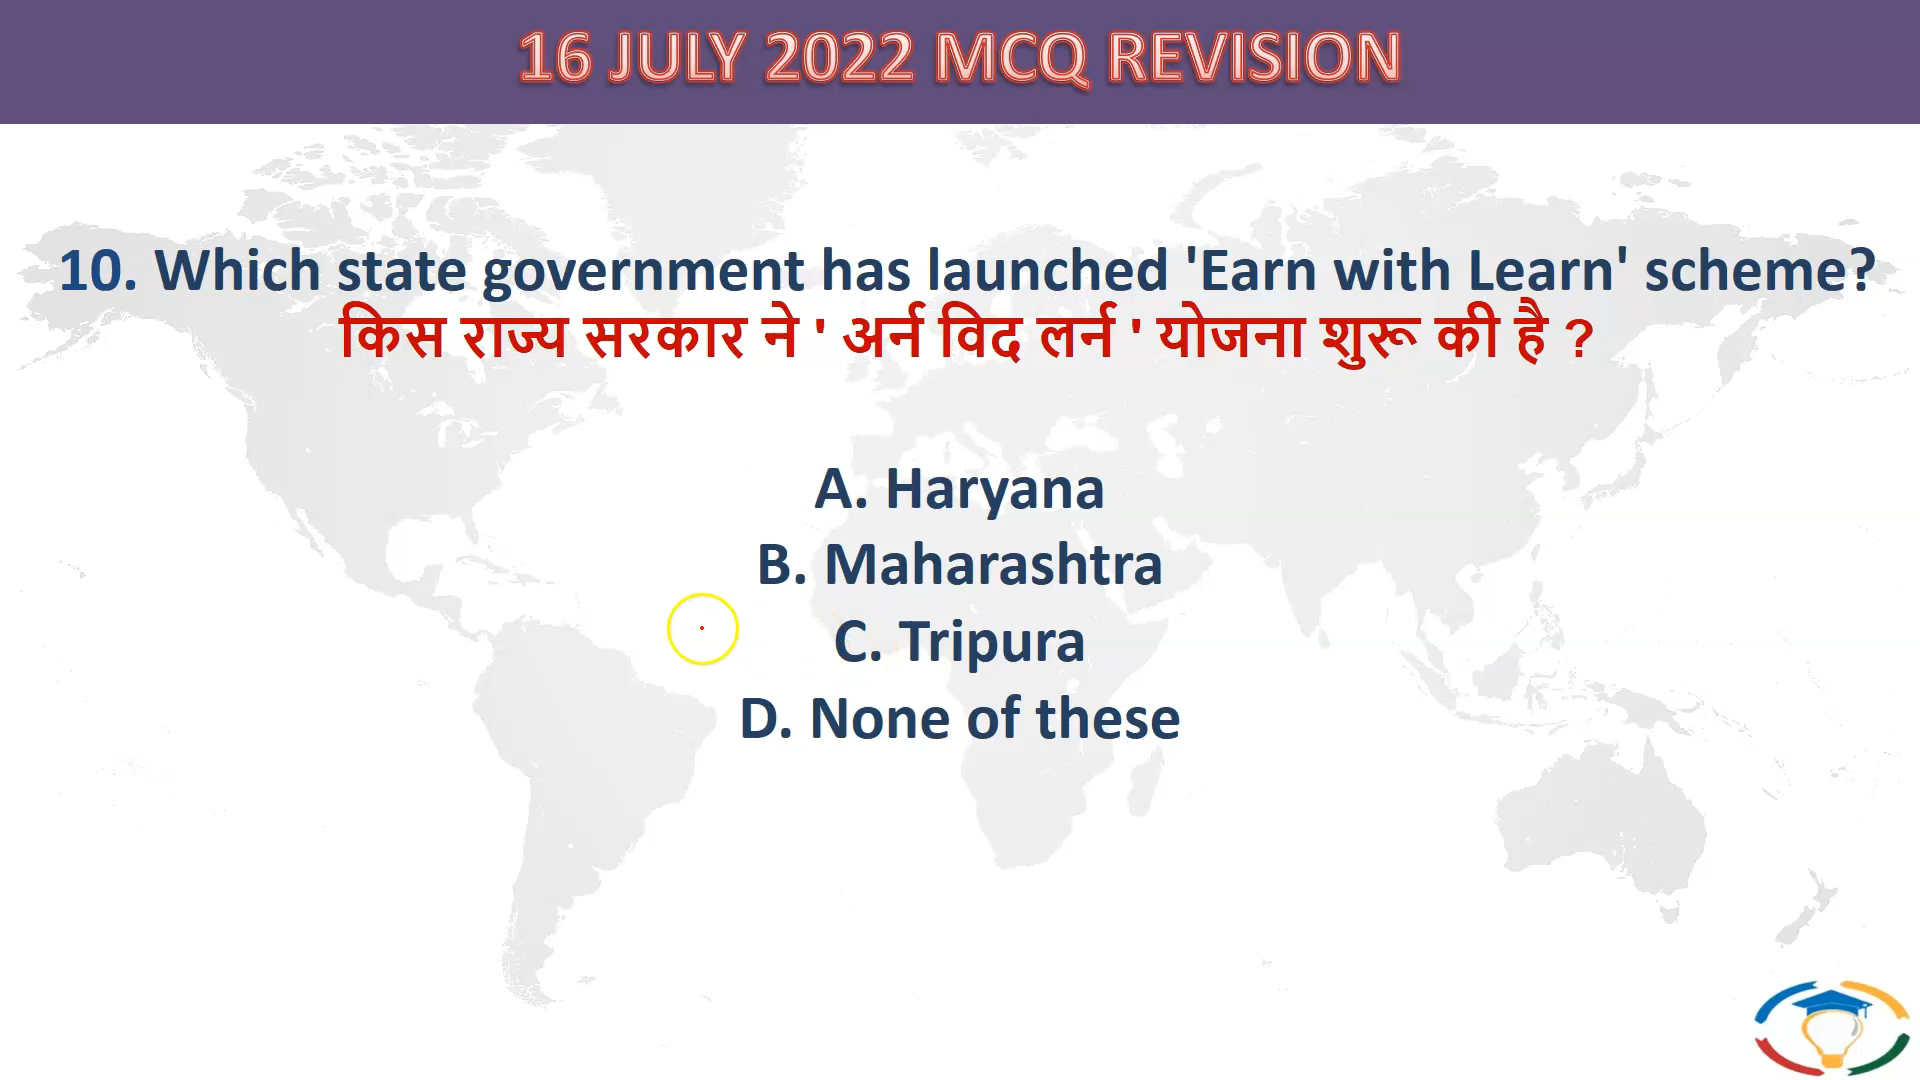 16 JULY 2022 MCQ REVISION
10. Which state government has launched 'Earn with Learn' scheme?
किस राज्य सरकार ने ' अर्न विद लर्न ' योजना शुरू की है ?
A. Haryana
B. Maharashtra
C. Tripura
D. None of these